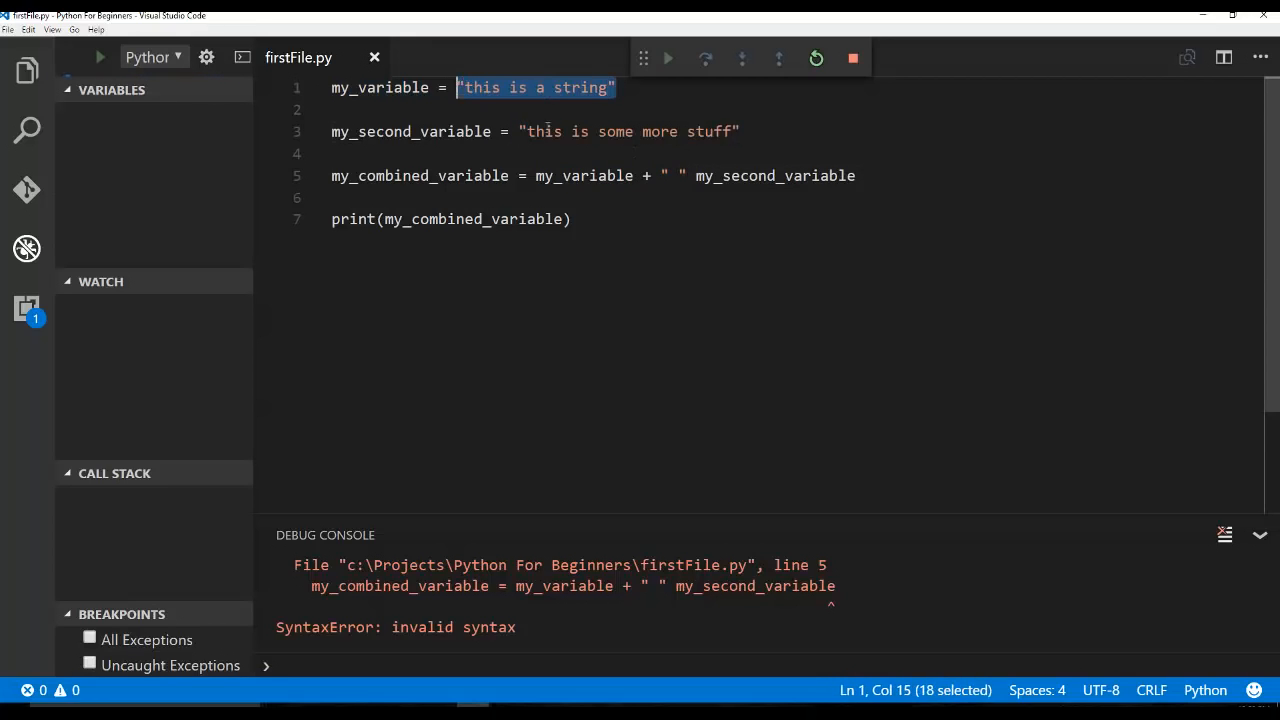 firstFile.py - Python For Beginners - Visual Studio Code
File Edit View Go Help
Python
firstFile.py
VARIABLES
WATCH
CALL STACK
BREAKPOINTS
All Exceptions
Uncaught Exceptions
1
1 my_variable = "this is a string"
2
3 my_second_variable = "this is some more stuff"
4
5 my_combined_variable = my_variable + " " my_second_variable
6
7 print(my_combined_variable)
DEBUG CONSOLE
File "c:\Projects\Python For Beginners\firstFile.py", line 5
my_combined_variable = my_variable + " " my_second_variable
^
SyntaxError: invalid syntax
0 0
Ln 1, Col 15 (18 selected) Spaces: 4 UTF-8 CRLF Python